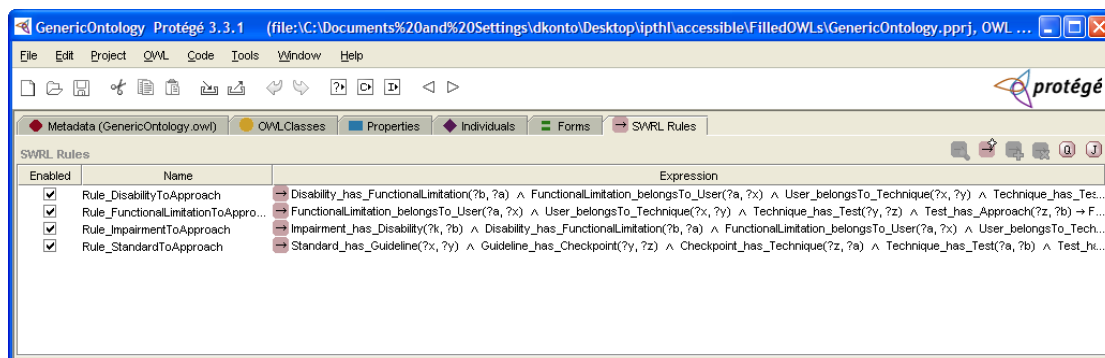 GenericOntology Protégé 3.3.1 (file:\C:\Documents%20and%20Settings\dkonto\Desktop\ipthl\accessible\FilledOWLs\GenericOntology.pprj, OWL ...
File Edit Project OWL Code Tools Window Help
protégé
Metadata (GenericOntology.owl) OWLClasses Properties Individuals Forms SWRL Rules
SWRL Rules
Enabled Name Expression
Rule_DisabilityToApproach Disability_has_FunctionalLimitation(?b, ?a) ∧ FunctionalLimitation_belongsTo_User(?a, ?x) ∧ User_belongsTo_Technique(?x, ?y) ∧ Technique_has_Tes...
Rule_FunctionalLimitationToAppro... FunctionalLimitation_belongsTo_User(?a, ?x) ∧ User_belongsTo_Technique(?x, ?y) ∧ Technique_has_Test(?y, ?z) ∧ Test_has_Approach(?z, ?b) → F...
Rule_ImpairmentToApproach Impairment_has_Disability(?k, ?b) ∧ Disability_has_FunctionalLimitation(?b, ?a) ∧ FunctionalLimitation_belongsTo_User(?a, ?x) ∧ User_belongsTo_Tech...
Rule_StandardToApproach Standard_has_Guideline(?x, ?y) ∧ Guideline_has_Checkpoint(?y, ?z) ∧ Checkpoint_has_Technique(?z, ?a) ∧ Technique_has_Test(?a, ?b) ∧ Test_ha...